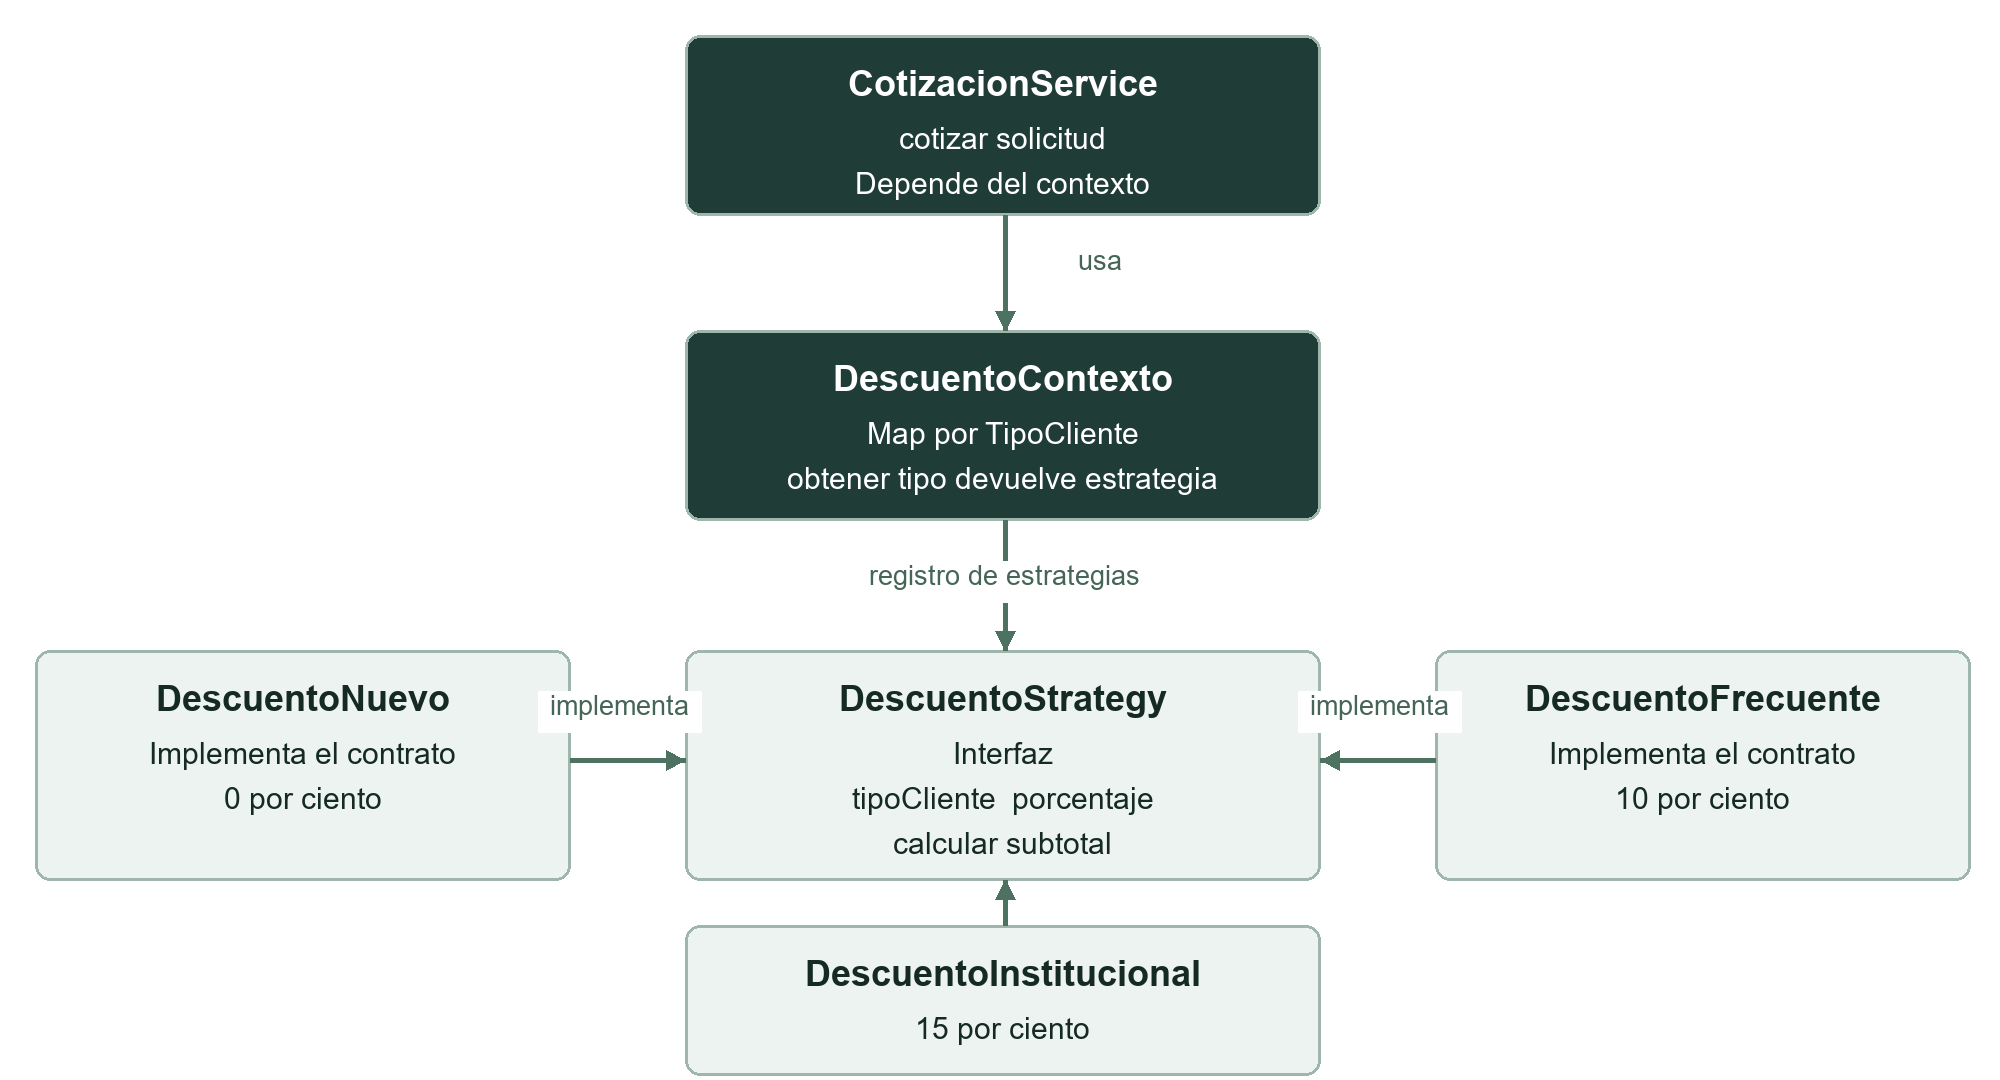 CotizacionService
cotizar solicitud
Depende del contexto
usa
DescuentoContexto
Map por TipoCliente
obtener tipo devuelve estrategia
registro de estrategias
DescuentoNuevo
Implementa el contrato
0 por ciento
implementa
DescuentoStrategy
Interfaz
tipoCliente  porcentaje
calcular subtotal
implementa
DescuentoFrecuente
Implementa el contrato
10 por ciento
DescuentoInstitucional
15 por ciento